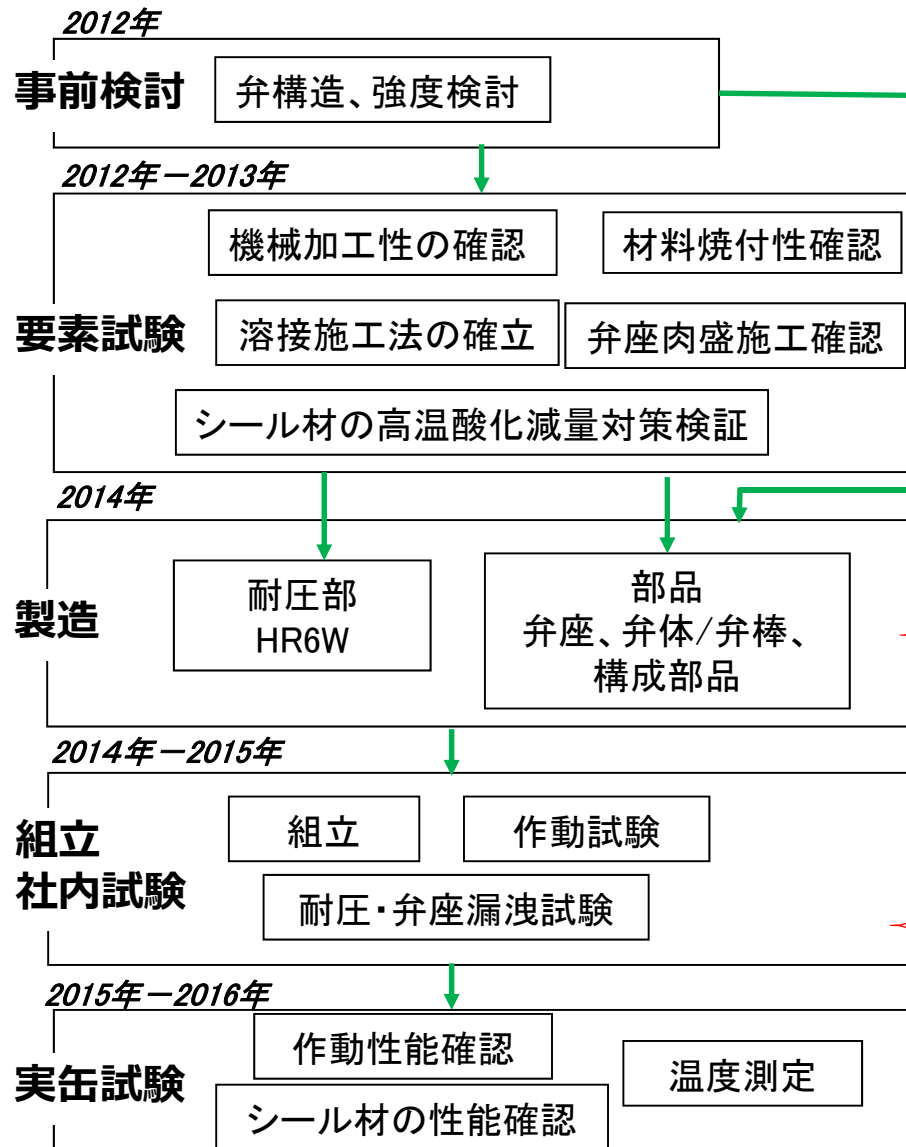 2012年
事前検討
弁構造、強度検討
2012年－2013年
機械加工性の確認
材料焼付性確認
要素試験
溶接施工法の確立
弁座肉盛施工確認
シール材の高温酸化減量対策検証
2014年
製造
耐圧部
HR6W
部品
弁座、弁体/弁棒、
構成部品
2014年－2015年
組立
社内試験
組立
作動試験
耐圧・弁座漏洩試験
2015年－2016年
実缶試験
作動性能確認
温度測定
シール材の性能確認